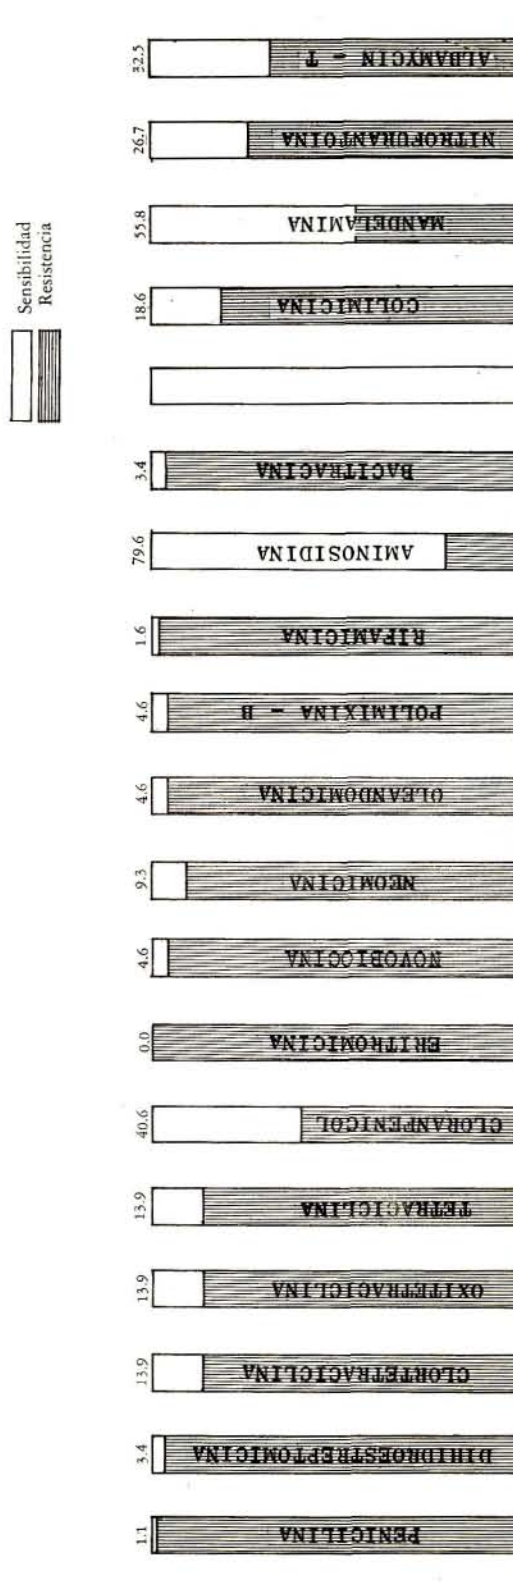 Sensibilidad
Resistencia
32.5
ALBAMYCIN - T
26.7
NITROFURANTOINA
55.8
MANDELAMINA
18.6
COLIMICINA
3.4
BACITRACINA
79.6
AMINOSIDINA
1.6
RIFAMICINA
4.6
POLIMIXINA - B
4.6
OLEANDOMICINA
9.3
NEOMICINA
4.6
NOVOBIOCINA
0.0
ERITROMICINA
40.6
CLORANFENICOL
13.9
TETRACICLINA
13.9
OXITETRACICLINA
13.9
CLORTETRACICLINA
3.4
DIHIDROESTREPTOMICINA
1.1
PENICILINA